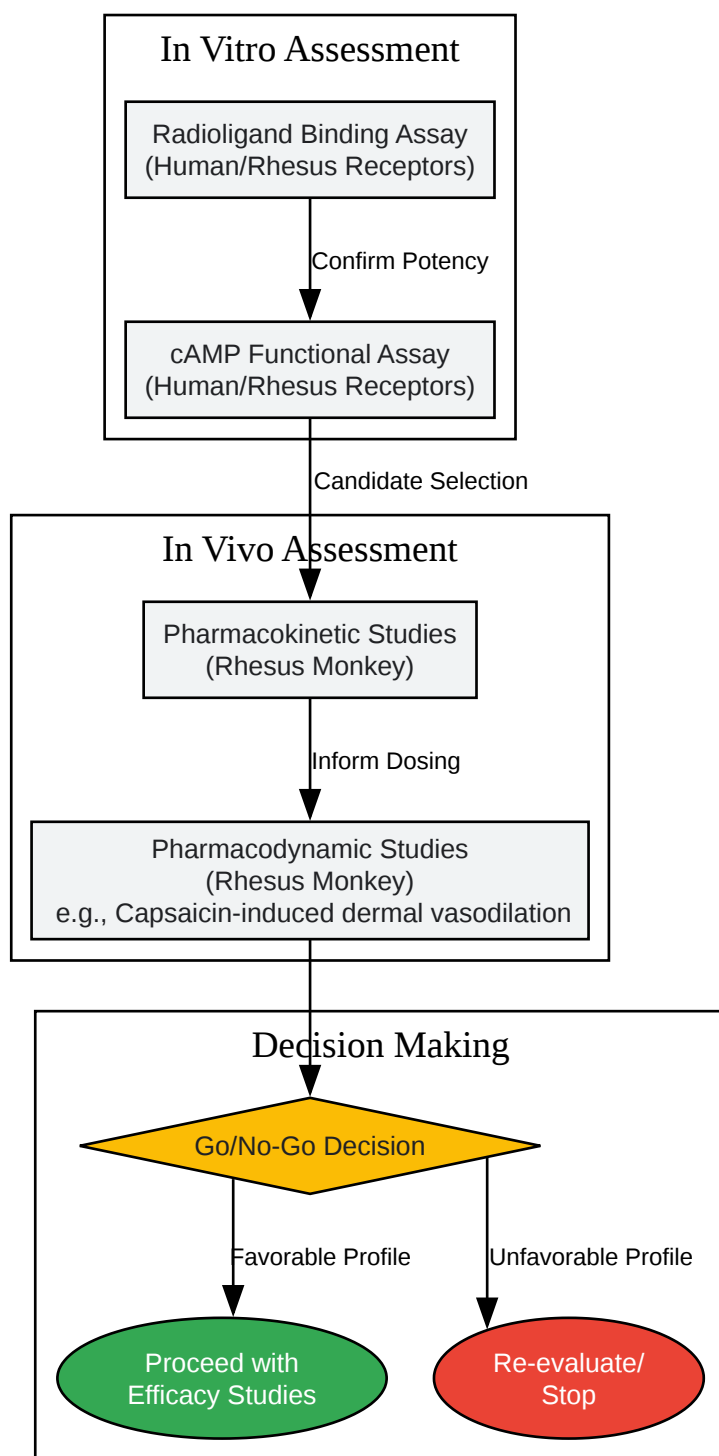 In Vitro Assessment
Radioligand Binding Assay
(Human/Rhesus Receptors)
Confirm Potency
cAMP Functional Assay
(Human/Rhesus Receptors)
Candidate Selection
In Vivo Assessment
Pharmacokinetic Studies
(Rhesus Monkey)
Inform Dosing
Pharmacodynamic Studies
(Rhesus Monkey)
e.g., Capsaicin-induced dermal vasodilation
Decision Making
Go/No-Go Decision
Favorable Profile
Unfavorable Profile
Proceed with
Efficacy Studies
Re-evaluate/
Stop